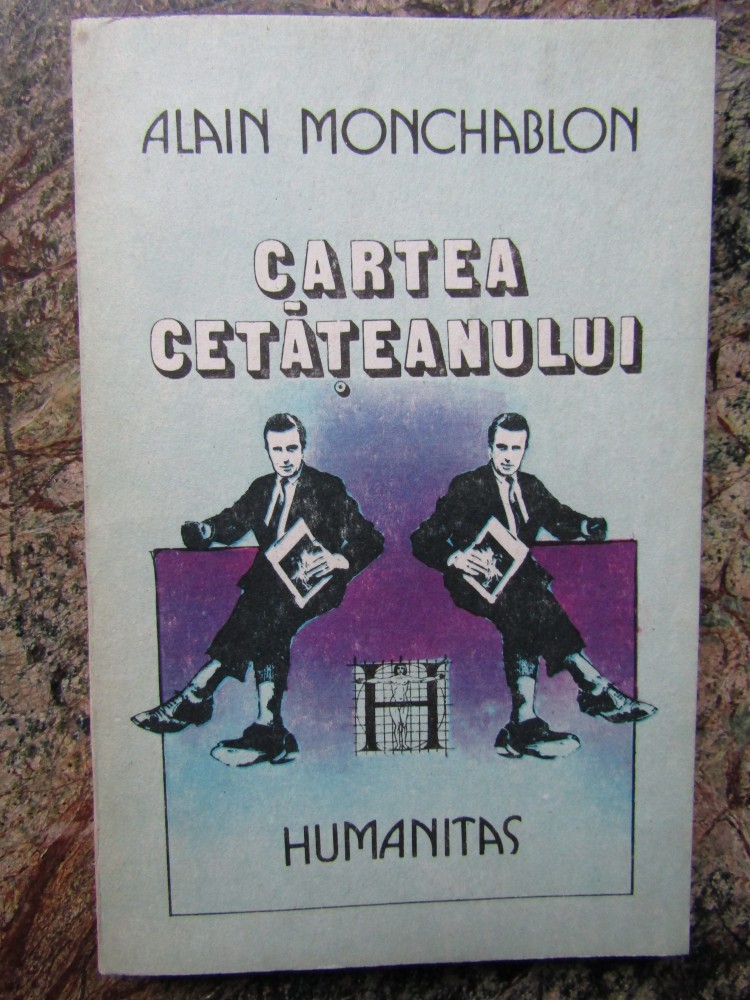 ALAIN MONCHABLON
CARTEA
CETĂȚEANULUI
H
HUMANITAS